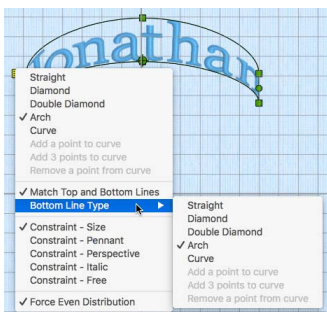 Jonathan
Straight
Diamond
Double Diamond
✓ Arch
Curve
Add a point to curve
Add 3 points to curve
Remove a point from curve
✓ Match Top and Bottom Lines
Bottom Line Type
✓ Constraint - Size
Constraint - Pennant
Constraint - Perspective
Constraint - Italic
Constraint - Free
✓ Force Even Distribution
Straight
Diamond
Double Diamond
✓ Arch
Curve
Add a point to curve
Add 3 points to curve
Remove a point from curve